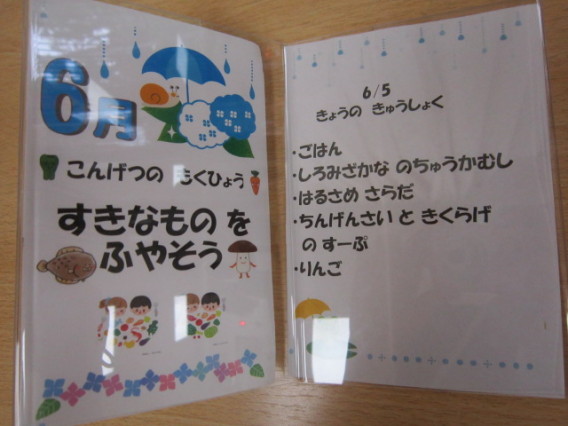 6月
こんげつの もくひょう
すきなもの を
ふやそう
6/5
きょうの きゅうしょく
・ごはん
・しろみざかな のちゅうかむし
・はるさめ さらだ
・ちんげんさい と きくらげ
の すーぷ
・りんご